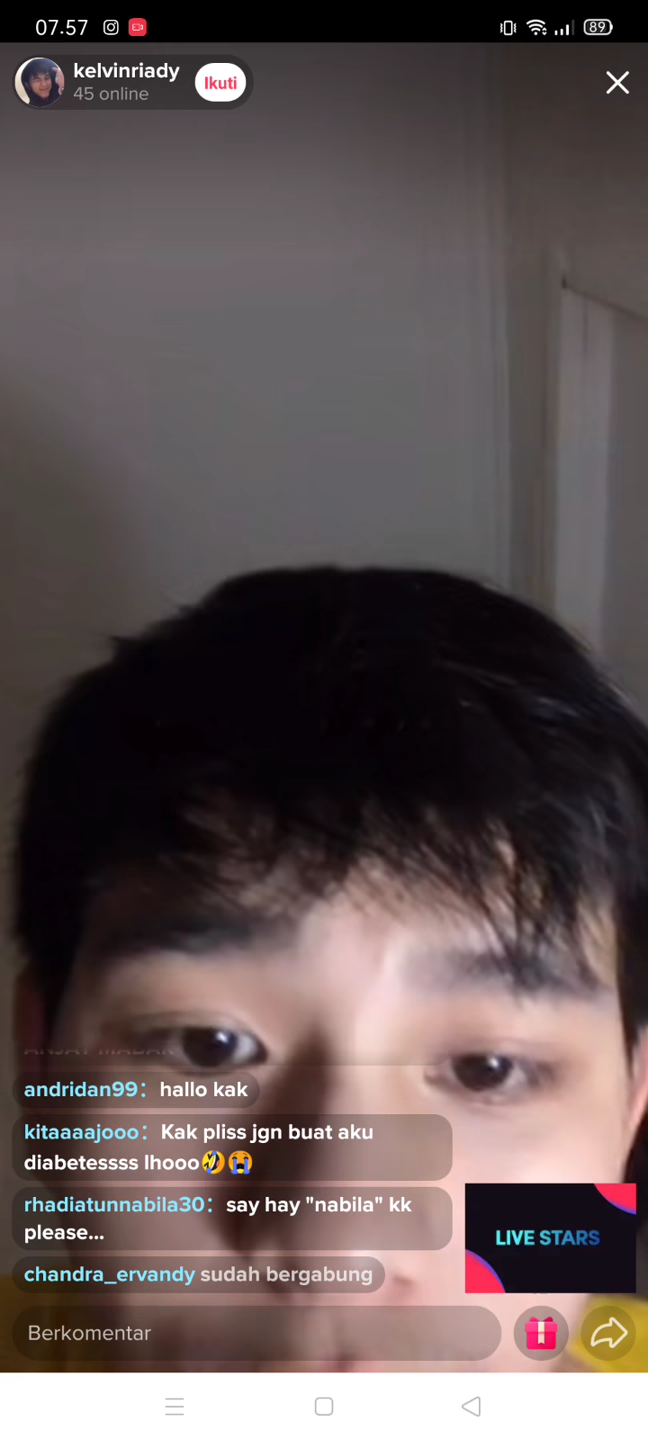 07.57
89
kelvinriady
45 online
Ikuti
andridan99: hallo kak
kitaaaajooo: Kak pliss jgn buat aku
diabetessss lhooo🤣😭
rhadiatunnabila30: say hay "nabila" kk
please...
LIVE STARS
chandra_ervandy sudah bergabung
Berkomentar